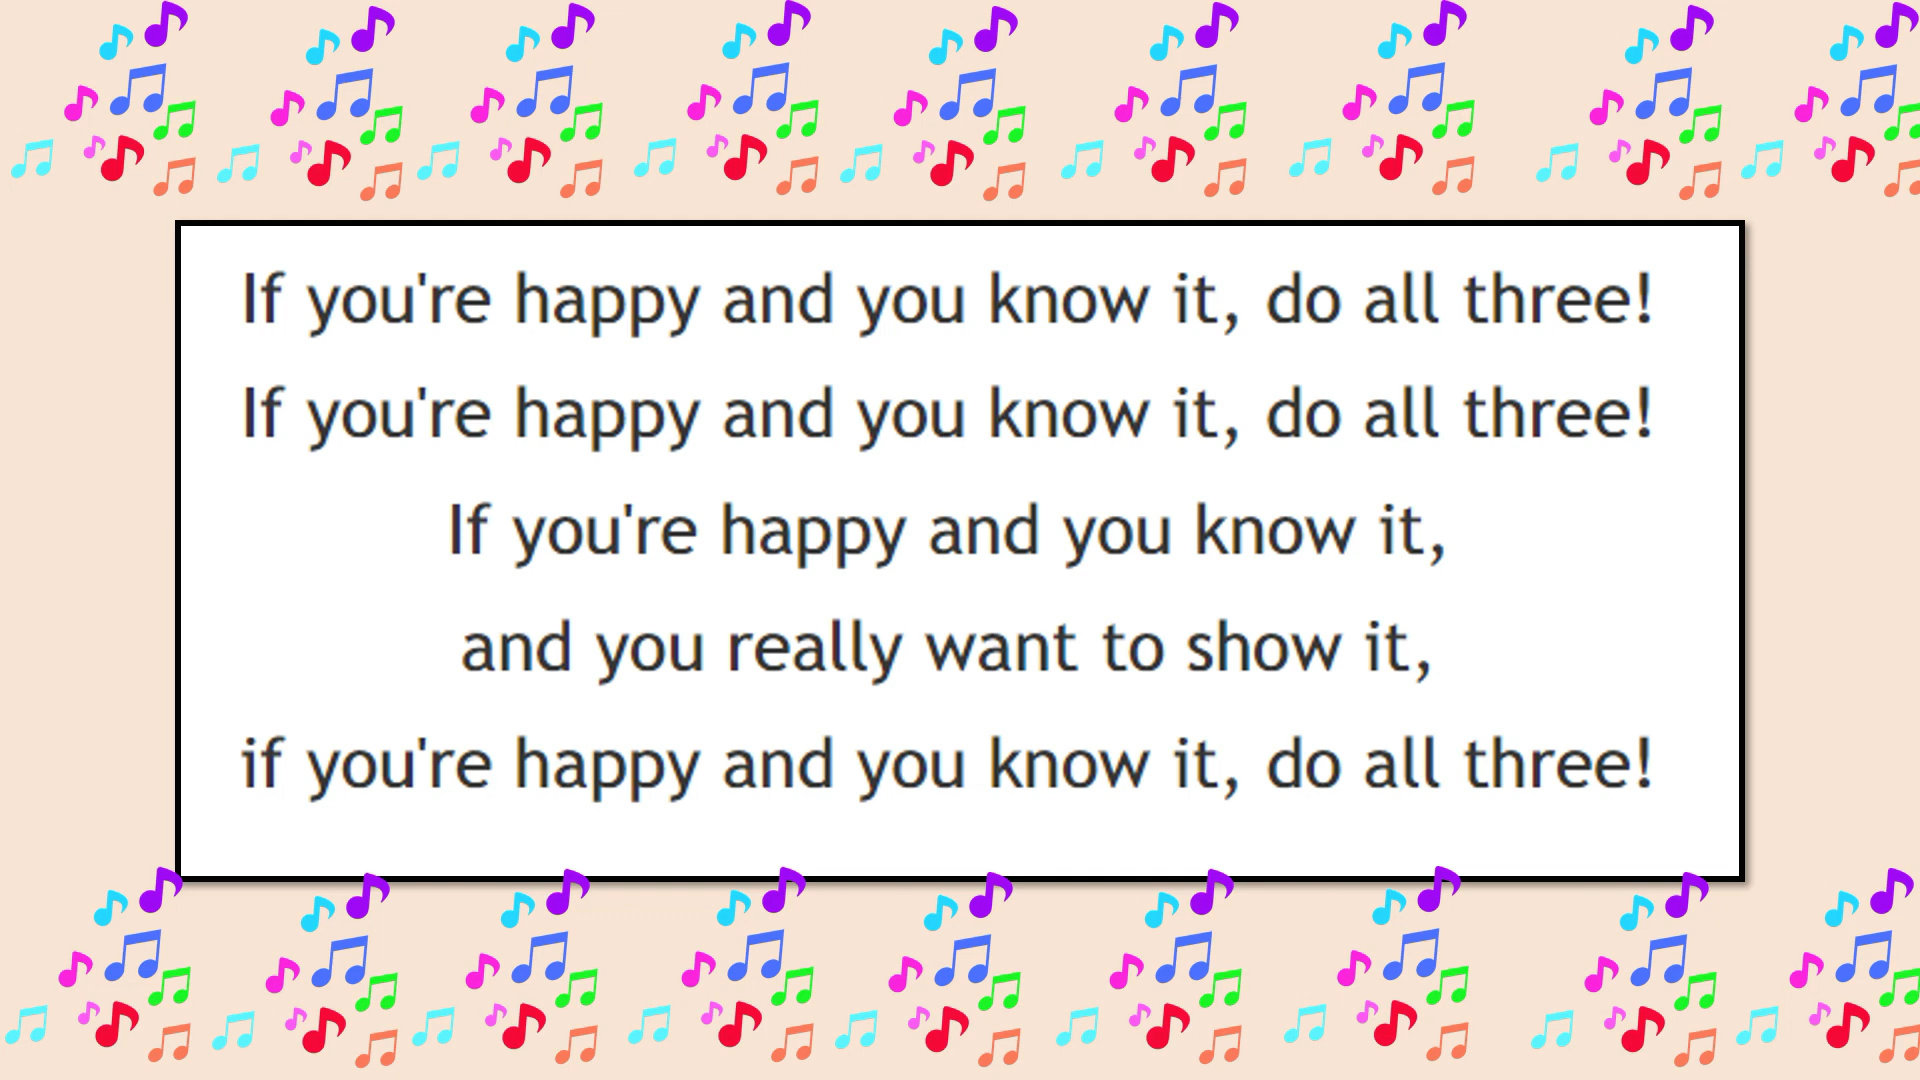 If you're happy and you know it, do all three!
If you're happy and you know it, do all three!
If you're happy and you know it,
and you really want to show it,
if you're happy and you know it, do all three!